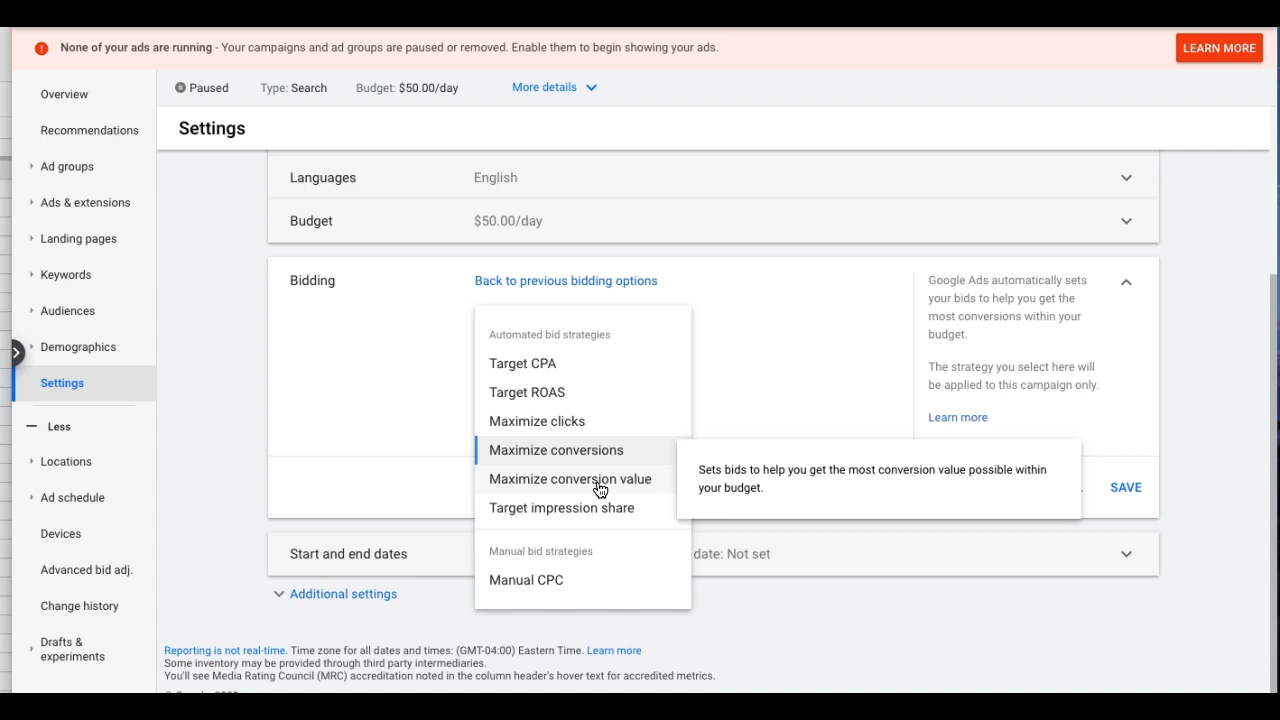 None of your ads are running - Your campaigns and ad groups are paused or removed. Enable them to begin showing your ads.
LEARN MORE
Paused Type: Search Budget: $50.00/day More details
Settings
Overview
Recommendations
Ad groups
Ads & extensions
Landing pages
Keywords
Audiences
Demographics
Settings
Less
Locations
Ad schedule
Devices
Advanced bid adj.
Change history
Drafts &
experiments
Languages English
Budget $50.00/day
Bidding Back to previous bidding options
Automated bid strategies
Target CPA
Target ROAS
Maximize clicks
Maximize conversions
Maximize conversion value
Target impression share
Manual bid strategies
Manual CPC
Google Ads automatically sets
your bids to help you get the
most conversions within your
budget.
The strategy you select here will
be applied to this campaign only.
Learn more
Sets bids to help you get the most conversion value possible within
your budget.
SAVE
Start and end dates date: Not set
Additional settings
Reporting is not real-time. Time zone for all dates and times: (GMT-04:00) Eastern Time. Learn more
Some inventory may be provided through third party intermediaries.
You'll see Media Rating Council (MRC) accreditation noted in the column header's hover text for accredited metrics.